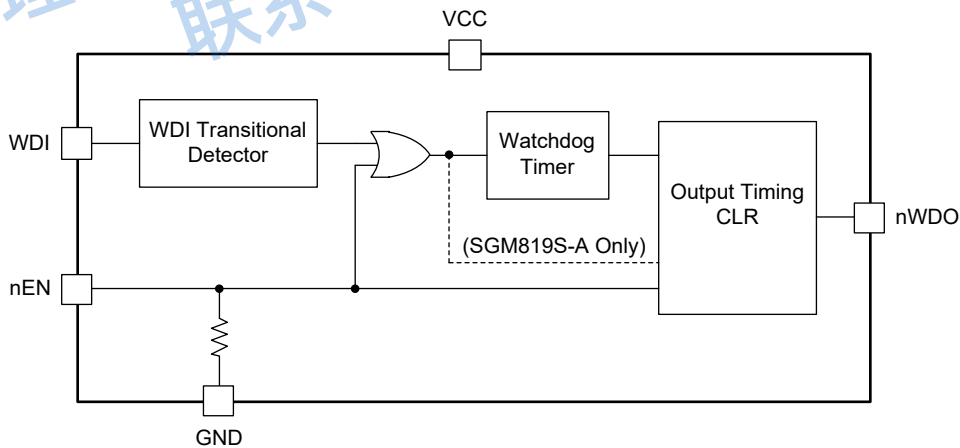 联系
VCC
WDI
WDI Transitional
Detector
Watchdog
Timer
Output Timing
CLR
nWDO
(SGM819S-A Only)
nEN
GND